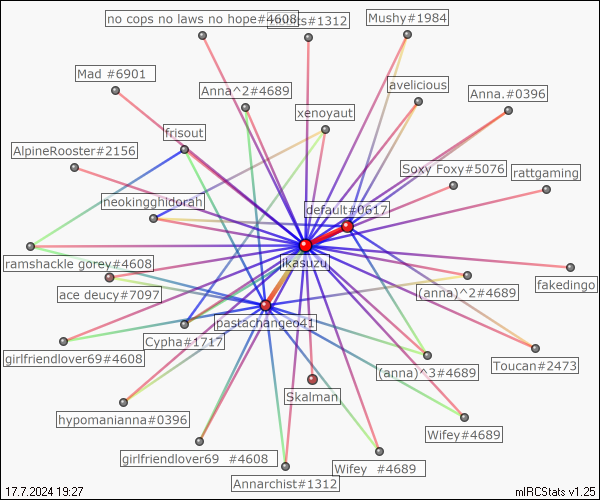 no cops no laws no hope#4608
#1312
Mushy#1984
Mad #6901
Anna^2#4689
avelicious
Anna.#0396
xenoyaut
frisout
AlpineRooster#2156
Soxy Foxy#5076
rattgaming
neokingghidorah
default#0617
ikasuzu
ramshackle gorey#4608
fakedingo
ace deucy#7097
(anna)^2#4689
pastachangeo41
Cypha#1717
girlfriendlover69#4608
Toucan#2473
(anna)^3#4689
Skalman
hypomanianna#0396
Wifey#4689
girlfriendlover69 #4608
Wifey #4689
Annarchist#1312
17.7.2024 19:27
mIRCStats v1.25